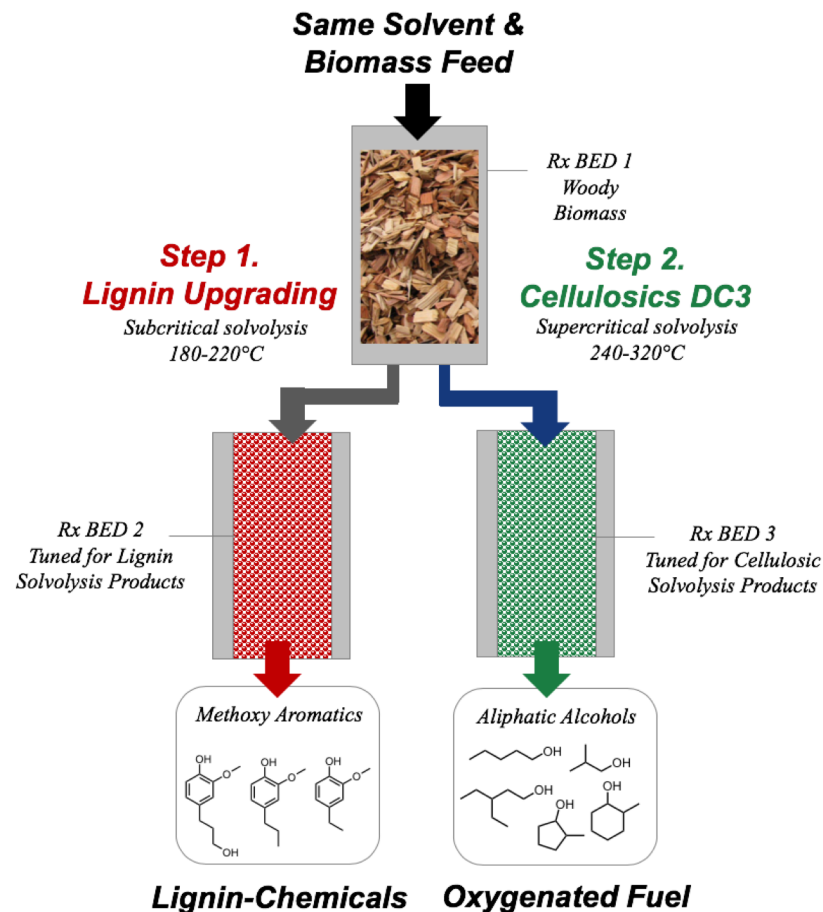 Same Solvent &
Biomass Feed
Rx BED 1
Woody
Biomass
Step 1.
Lignin Upgrading
Subcritical solvolysis
180-220°C
Step 2.
Cellulosics DC3
Supercritical solvolysis
240-320°C
Rx BED 2
Tuned for Lignin
Solvolysis Products
Rx BED 3
Tuned for Cellulosic
Solvolysis Products
Methoxy Aromatics
OH
O
OH
OH
O
OH
O
Aliphatic Alcohols
OH
OH
OH
OH
OH
Lignin-Chemicals
Oxygenated Fuel